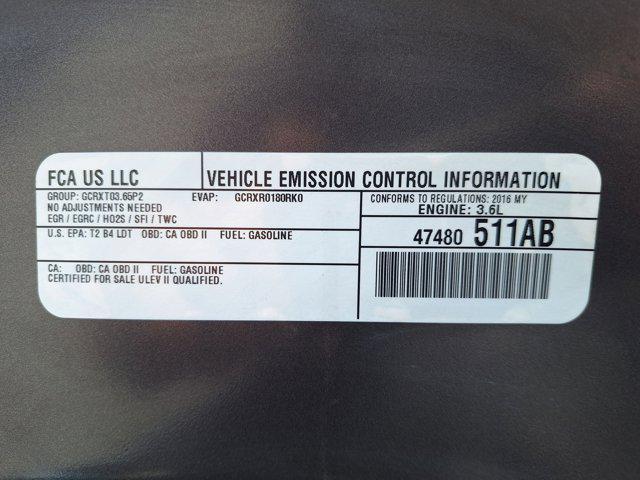 FCA US LLC
VEHICLE EMISSION CONTROL INFORMATION
GROUP: GCRXT03.65P2 EVAP: GCRXR0180RK0
NO ADJUSTMENTS NEEDED
EGR / EGRC / HO2S / SFI / TWC
CONFORMS TO REGULATIONS: 2016 MY
ENGINE: 3.6L
U.S. EPA: T2 B4 LDT OBD: CA OBD II FUEL: GASOLINE
47480 511AB
CA: OBD: CA OBD II FUEL: GASOLINE
CERTIFIED FOR SALE ULEV II QUALIFIED.